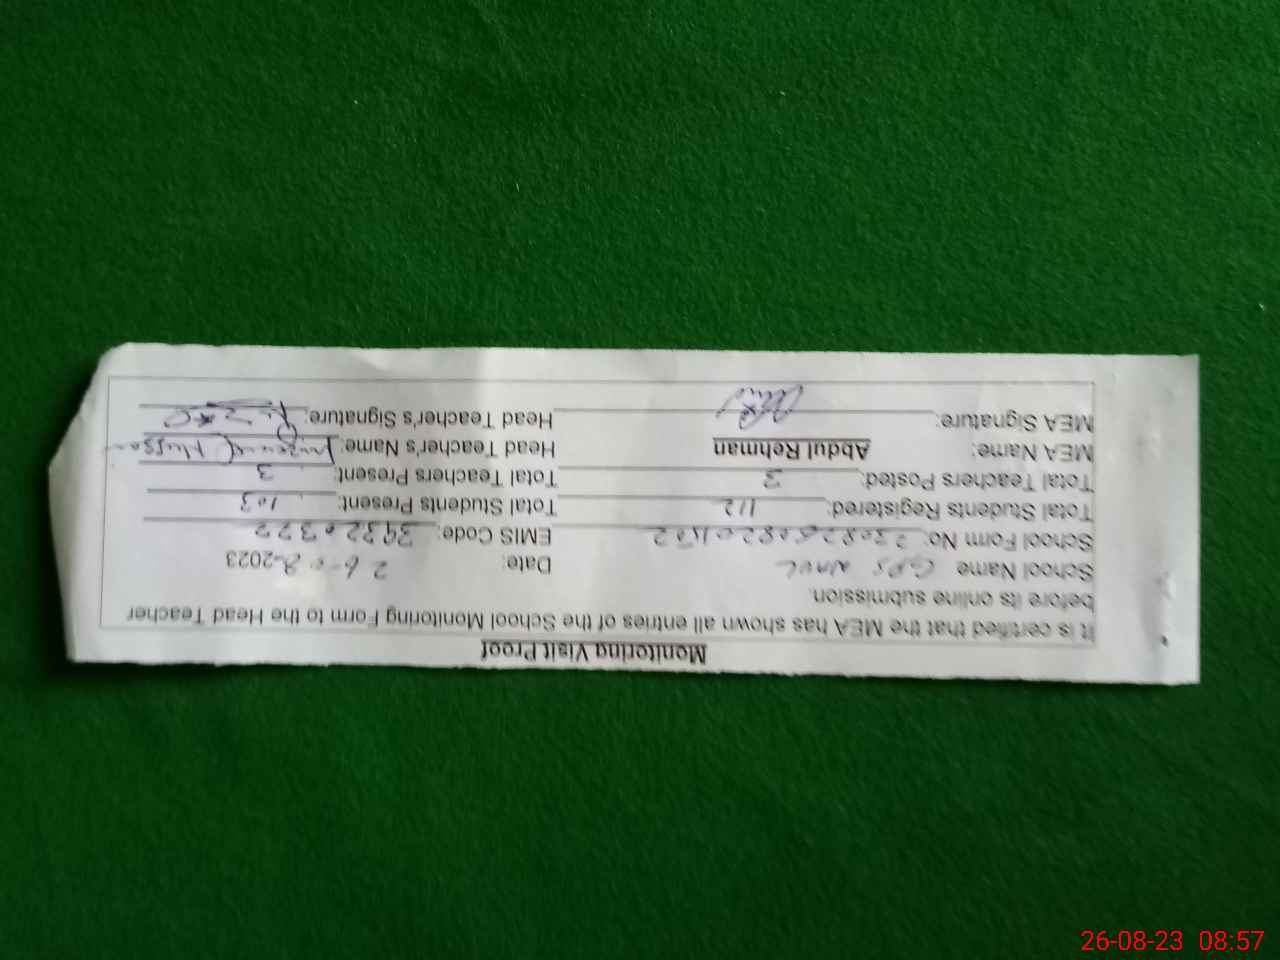 Monitoring Visit Proof
It is certified that the MEA has shown all entries of the School Monitoring Form to the Head Teacher
before its online submission.
School Name GPS Date: 26-08-2023
School Form No. EMIS Code:
Total Students Registered: 112 Total Students Present: 103
Total Teachers Posted: 3 Total Teachers Present: 3
MEA Name: Abdul Rehman Head Teacher's Name:
MEA Signature: Head Teacher's Signature:
26-08-23 08:57